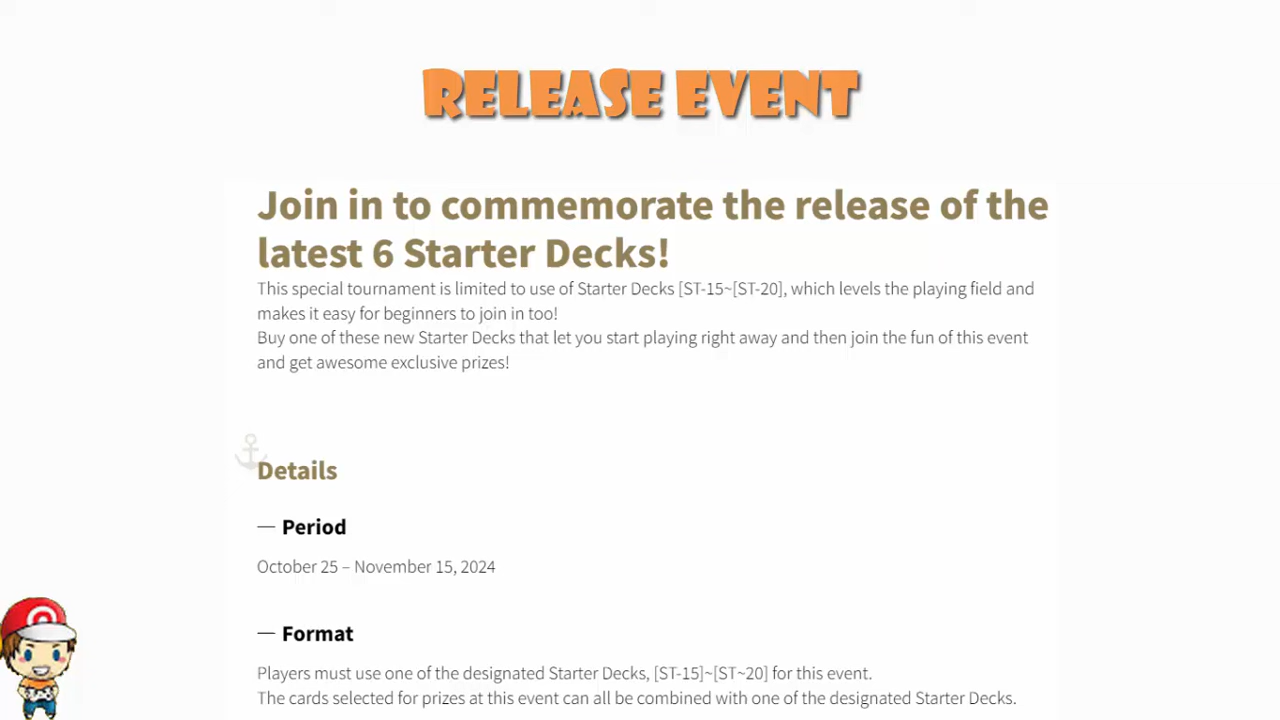 RELEASE EVENT
Join in to commemorate the release of the
latest 6 Starter Decks!
This special tournament is limited to use of Starter Decks [ST-15~[ST-20], which levels the playing field and
makes it easy for beginners to join in too!
Buy one of these new Starter Decks that let you start playing right away and then join the fun of this event
and get awesome exclusive prizes!
Details
— Period
October 25 – November 15, 2024
— Format
Players must use one of the designated Starter Decks, [ST-15]~[ST~20] for this event.
The cards selected for prizes at this event can all be combined with one of the designated Starter Decks.